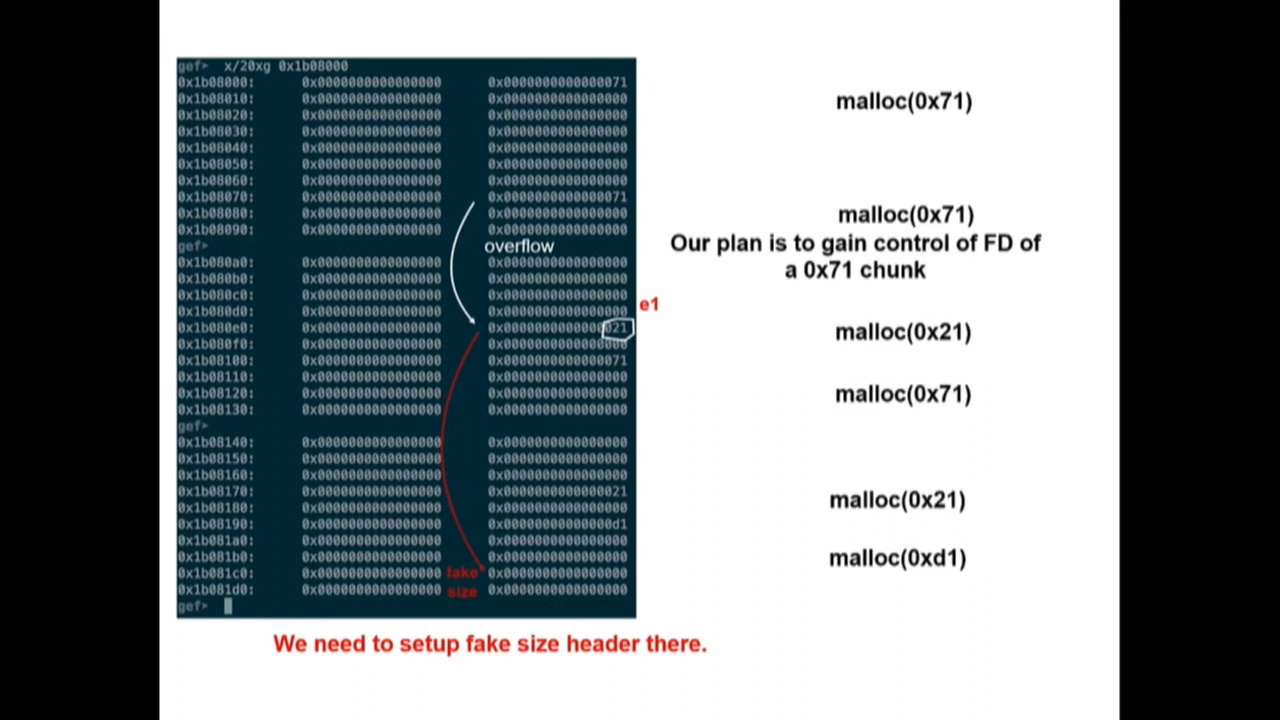 gef> x/20xg 0x1b08000
0x1b08000: 0x0000000000000000 0x0000000000000071
0x1b08010: 0x0000000000000000 0x0000000000000000
0x1b08020: 0x0000000000000000 0x0000000000000000
0x1b08030: 0x0000000000000000 0x0000000000000000
0x1b08040: 0x0000000000000000 0x0000000000000000
0x1b08050: 0x0000000000000000 0x0000000000000000
0x1b08060: 0x0000000000000000 0x0000000000000000
0x1b08070: 0x0000000000000000 0x0000000000000071
0x1b08080: 0x0000000000000000 0x0000000000000000
0x1b08090: 0x0000000000000000 0x0000000000000000
gef>
overflow
0x1b080a0: 0x0000000000000000 0x0000000000000000
0x1b080b0: 0x0000000000000000 0x0000000000000000
0x1b080c0: 0x0000000000000000 0x0000000000000000
0x1b080d0: 0x0000000000000000 0x0000000000000000
e1
0x1b080e0: 0x0000000000000000 0x0000000000000021
0x1b080f0: 0x0000000000000000 0x0000000000000000
0x1b08100: 0x0000000000000000 0x0000000000000071
0x1b08110: 0x0000000000000000 0x0000000000000000
0x1b08120: 0x0000000000000000 0x0000000000000000
0x1b08130: 0x0000000000000000 0x0000000000000000
gef>
0x1b08140: 0x0000000000000000 0x0000000000000000
0x1b08150: 0x0000000000000000 0x0000000000000000
0x1b08160: 0x0000000000000000 0x0000000000000000
0x1b08170: 0x0000000000000000 0x0000000000000021
0x1b08180: 0x0000000000000000 0x0000000000000000
0x1b08190: 0x0000000000000000 0x00000000000000d1
0x1b081a0: 0x0000000000000000 0x0000000000000000
0x1b081b0: 0x0000000000000000 0x0000000000000000
0x1b081c0: 0x0000000000000000 fake 0x0000000000000000
0x1b081d0: 0x0000000000000000 size 0x0000000000000000
gef>
malloc(0x71)
malloc(0x71)
Our plan is to gain control of FD of
a 0x71 chunk
malloc(0x21)
malloc(0x71)
malloc(0x21)
malloc(0xd1)
We need to setup fake size header there.